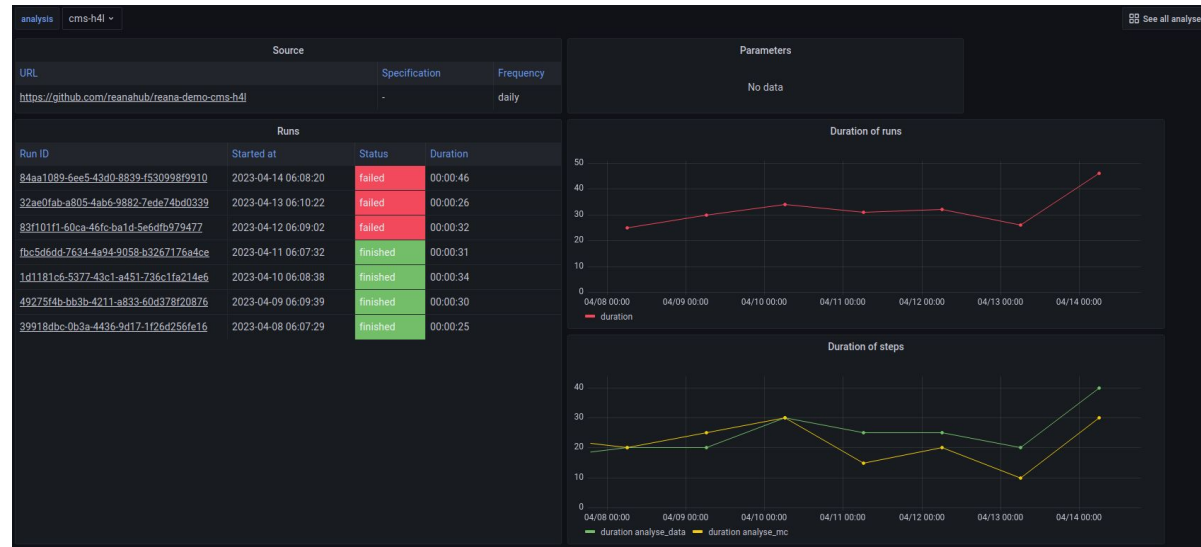 analysis cms-h4l
See all analyse
Source
URL Specification Frequency
https://github.com/reanahub/reana-demo-cms-h4l - daily
Parameters
No data
Runs
Run ID Started at Status Duration
84aa1089-6ee5-43d0-8839-f530998f9910 2023-04-14 06:08:20 failed 00:00:46
32ae0fab-a805-4ab6-9882-7ede74bd0339 2023-04-13 06:10:22 failed 00:00:26
83f101f1-60ca-46fc-ba1d-5e6dfb979477 2023-04-12 06:09:02 failed 00:00:32
fbc5d6dd-7634-4a94-9058-b3267176a4ce 2023-04-11 06:07:32 finished 00:00:31
1d1181c6-5377-43c1-a451-736c1fa214e6 2023-04-10 06:08:38 finished 00:00:34
49275f4b-bb3b-4211-a833-60d378f20876 2023-04-09 06:09:39 finished 00:00:30
39918dbc-0b3a-4436-9d17-1f26d256fe16 2023-04-08 06:07:29 finished 00:00:25
Duration of runs
50
40
30
20
10
0
04/08 00:00 04/09 00:00 04/10 00:00 04/11 00:00 04/12 00:00 04/13 00:00 04/14 00:00
duration
Duration of steps
40
30
20
10
0
04/08 00:00 04/09 00:00 04/10 00:00 04/11 00:00 04/12 00:00 04/13 00:00 04/14 00:00
duration analyse_data duration analyse_mc